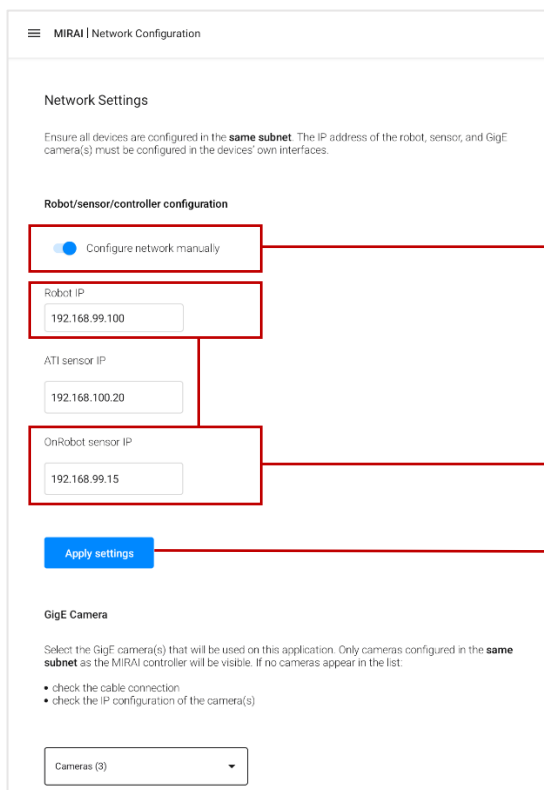 MIRAI | Network Configuration
Network Settings
Ensure all devices are configured in the same subnet. The IP address of the robot, sensor, and GigE
camera(s) must be configured in the devices' own interfaces.
Robot/sensor/controller configuration
Configure network manually
Robot IP
192.168.99.100
ATI sensor IP
192.168.100.20
OnRobot sensor IP
192.168.99.15
Apply settings
GigE Camera
Select the GigE camera(s) that will be used on this application. Only cameras configured in the same
subnet as the MIRAI controller will be visible. If no cameras appear in the list:
• check the cable connection
• check the IP configuration of the camera(s)
Cameras (3)